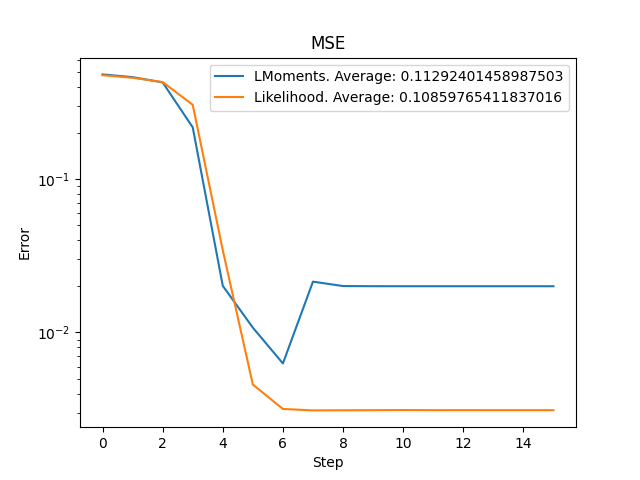 MSE
LMoments. Average: 0.11292401458987503
Likelihood. Average: 0.10859765411837016
Error
10⁻¹
10⁻²
0 2 4 6 8 10 12 14
Step